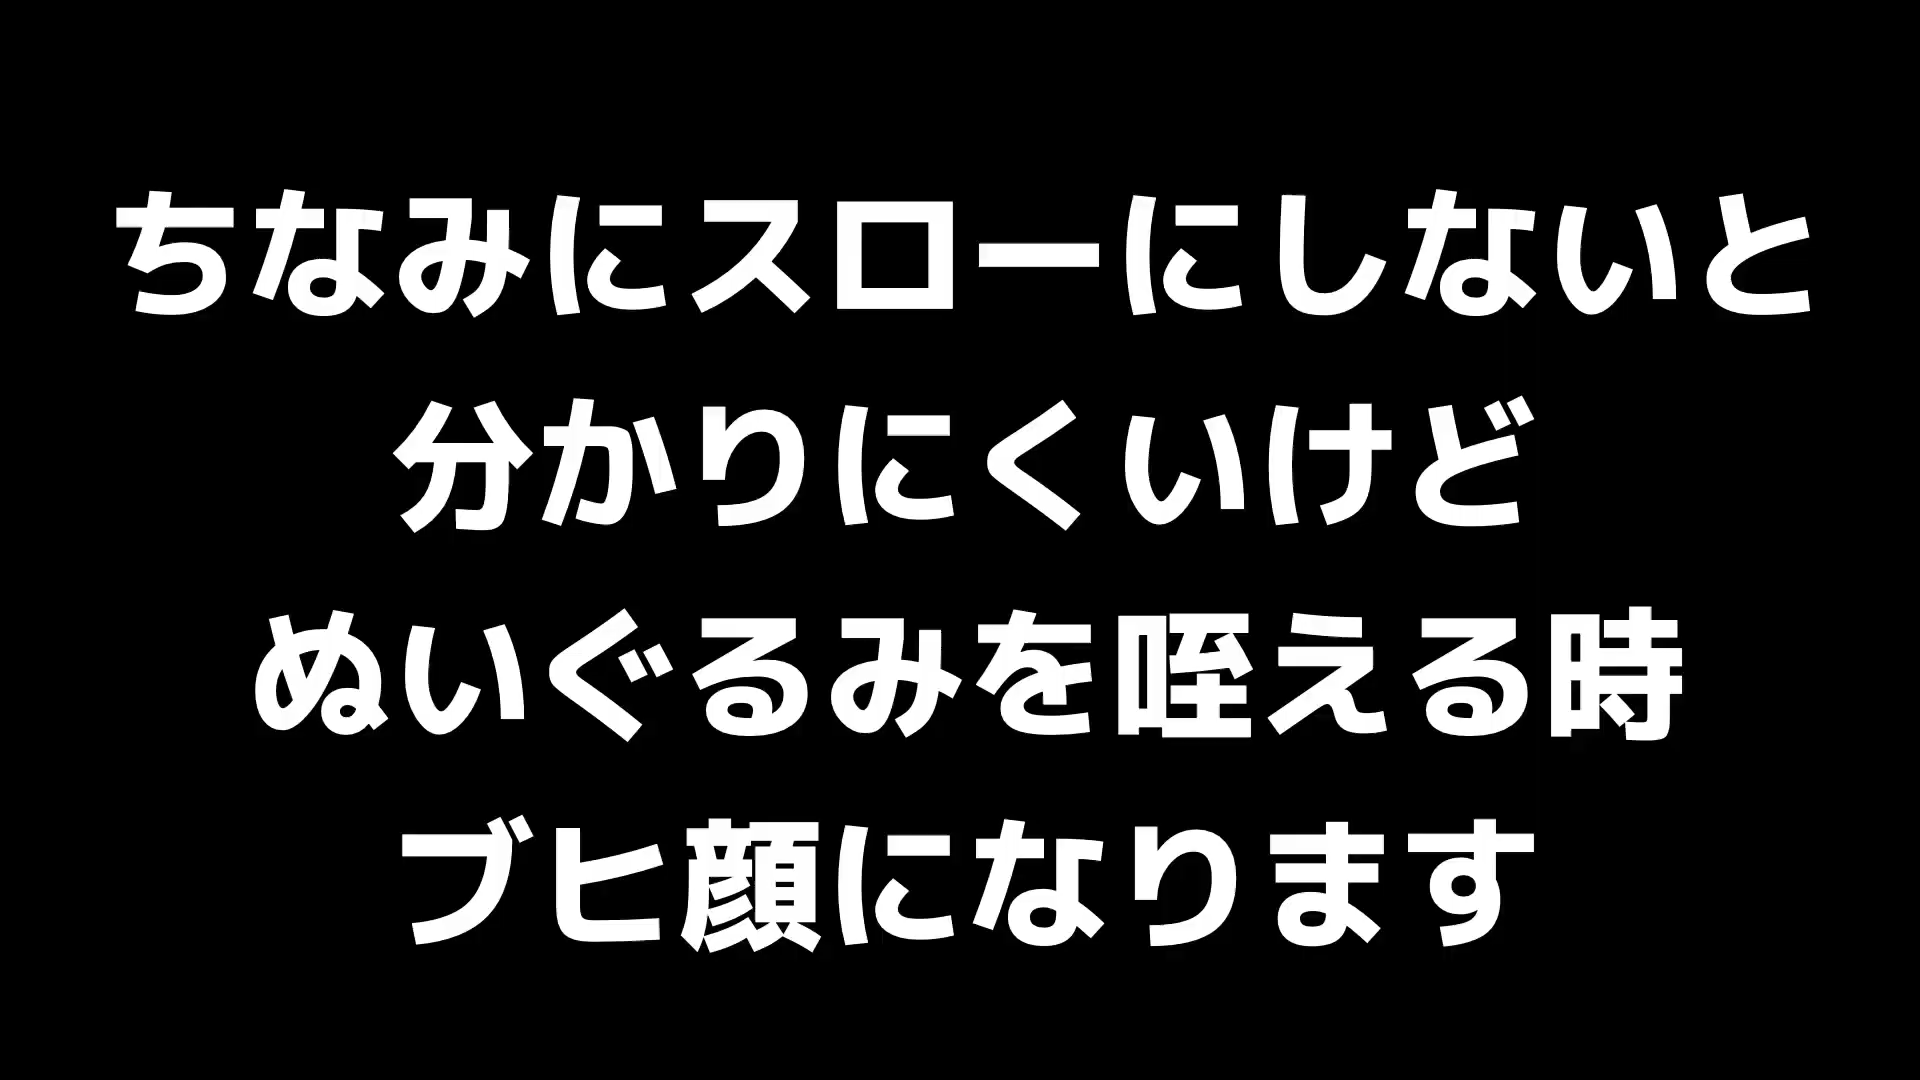 ちなみにスローにしないと
分かりにくいけど
ぬいぐるみを咥える時
ブヒ顔になります